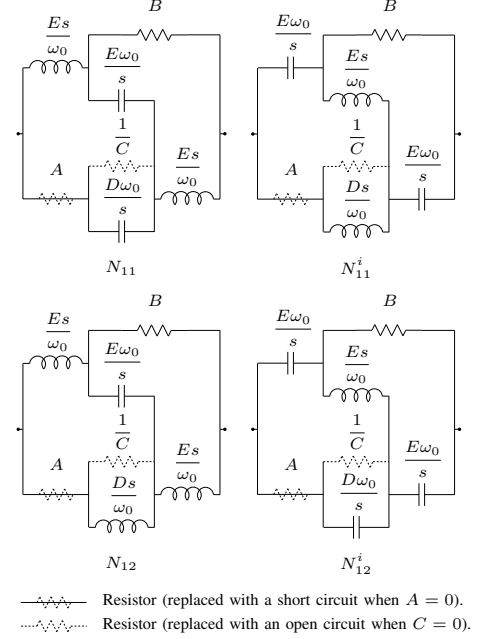 B
B
Es/ω₀
Eω₀/s
Eω₀/s
Es/ω₀
1/C
1/C
A
Dω₀/s
Es/ω₀
A
Ds/ω₀
Eω₀/s
N₁₁
Nⁱ₁₁
B
B
Es/ω₀
Eω₀/s
Eω₀/s
Es/ω₀
1/C
1/C
A
Ds/ω₀
Es/ω₀
A
Dω₀/s
Eω₀/s
N₁₂
Nⁱ₁₂
Resistor (replaced with a short circuit when A = 0).
Resistor (replaced with an open circuit when C = 0).